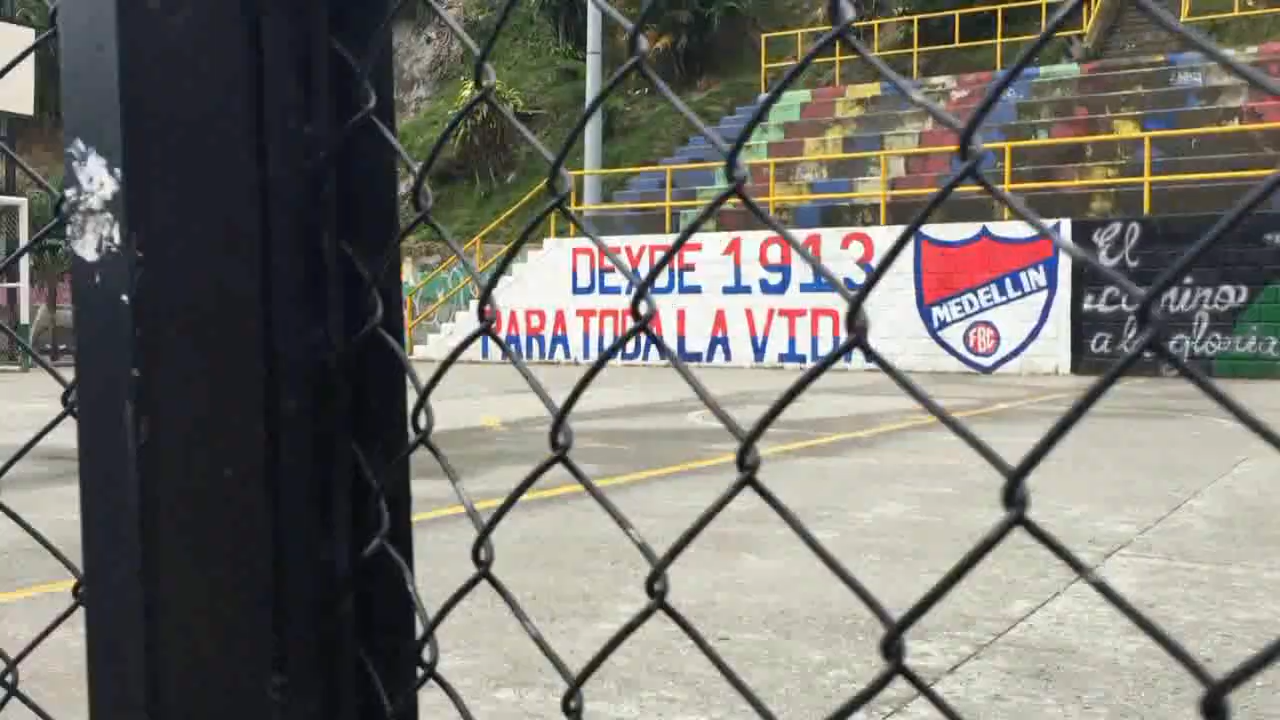 DEXDE 1913
PARA TODA LA VIDA
MEDELLIN
FBC
El
camino
a la gloria